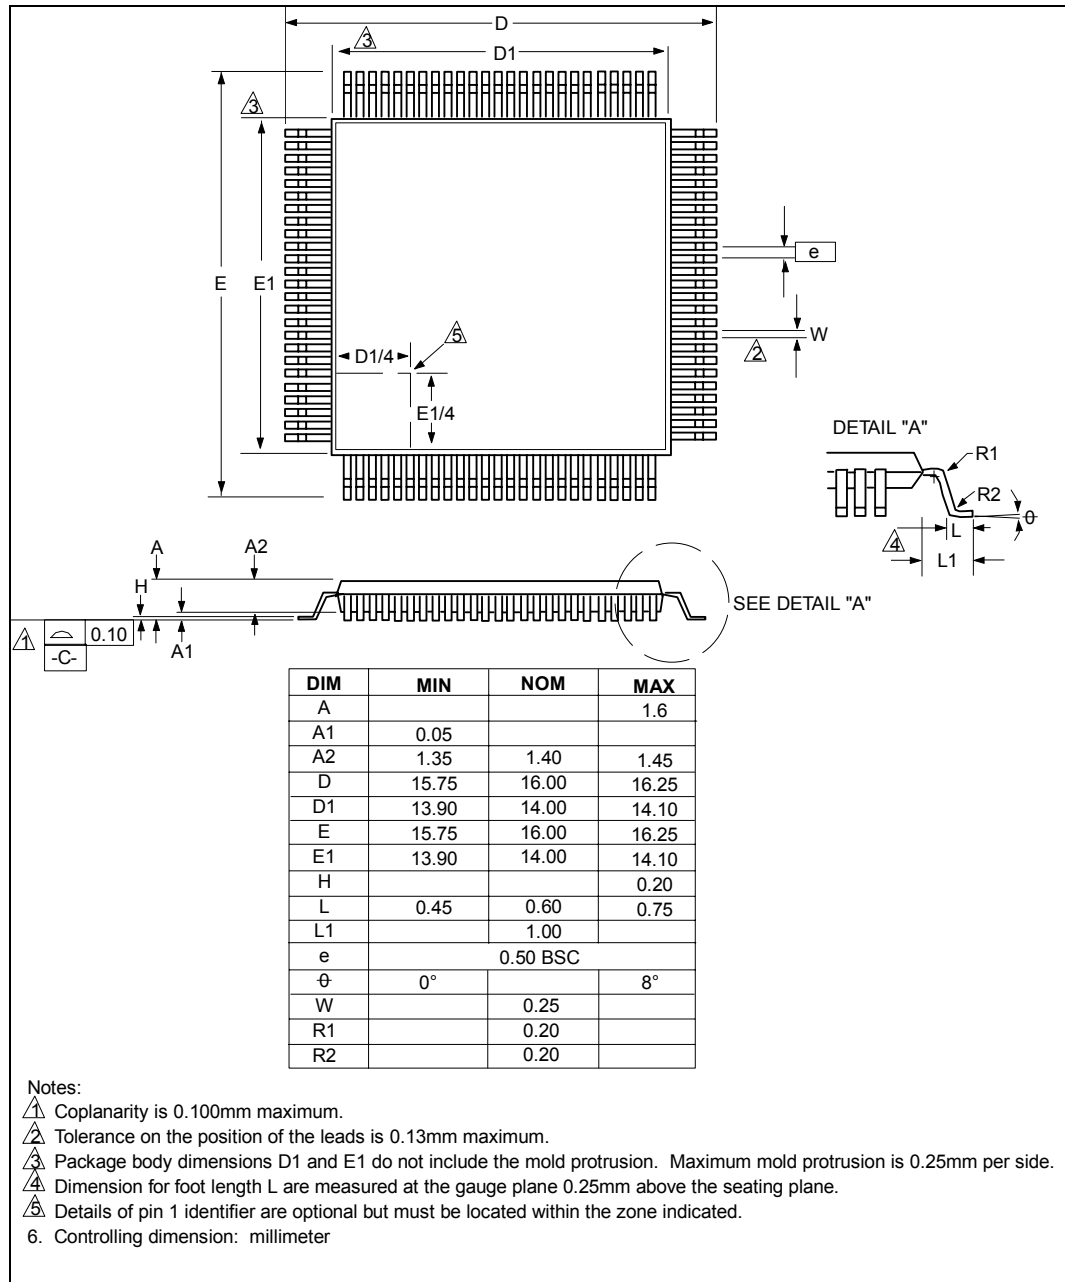 D
3
D1
3
e
E
E1
5
W
D1/4
2
E1/4
DETAIL "A"
R1
R2
θ
L
4
L1
A
A2
H
SEE DETAIL "A"
1
0.10
-C-
A1
DIM MIN NOM MAX
A 1.6
A1 0.05
A2 1.35 1.40 1.45
D 15.75 16.00 16.25
D1 13.90 14.00 14.10
E 15.75 16.00 16.25
E1 13.90 14.00 14.10
H 0.20
L 0.45 0.60 0.75
L1 1.00
e 0.50 BSC
θ 0° 8°
W 0.25
R1 0.20
R2 0.20
Notes:
1 Coplanarity is 0.100mm maximum.
2 Tolerance on the position of the leads is 0.13mm maximum.
3 Package body dimensions D1 and E1 do not include the mold protrusion. Maximum mold protrusion is 0.25mm per side.
4 Dimension for foot length L are measured at the gauge plane 0.25mm above the seating plane.
5 Details of pin 1 identifier are optional but must be located within the zone indicated.
6. Controlling dimension: millimeter